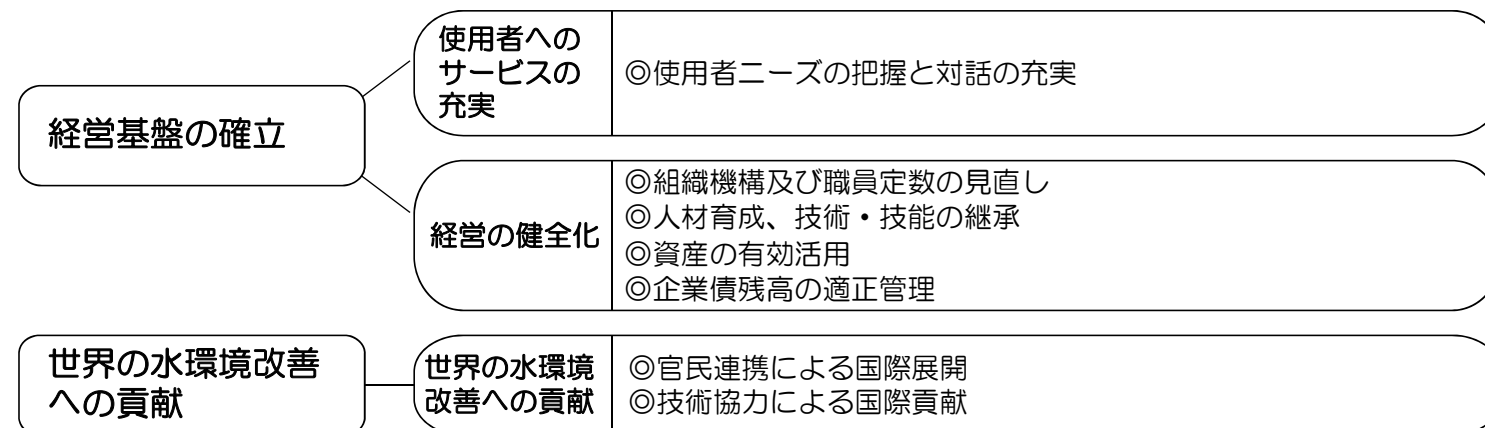 経営基盤の確立
使用者への
サービスの
充実
◎使用者ニーズの把握と対話の充実
経営の健全化
◎組織機構及び職員定数の見直し
◎人材育成、技術・技能の継承
◎資産の有効活用
◎企業債残高の適正管理
世界の水環境改善
への貢献
世界の水環境
改善への貢献
◎官民連携による国際展開
◎技術協力による国際貢献